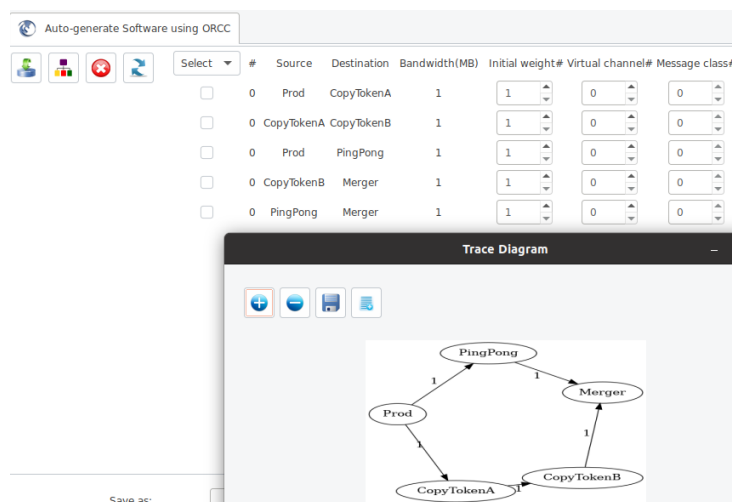 Auto-generate Software using ORCC
Select # Source Destination Bandwidth(MB) Initial weight# Virtual channel# Message class#
0 Prod CopyTokenA 1 1 0 0
0 CopyTokenA CopyTokenB 1 1 0 0
0 Prod PingPong 1 1 0 0
0 CopyTokenB Merger 1 1 0 0
0 PingPong Merger 1 1 0 0
Trace Diagram
PingPong
1
1
Merger
Prod
1
1
CopyTokenB
CopyTokenA
1
Save as: